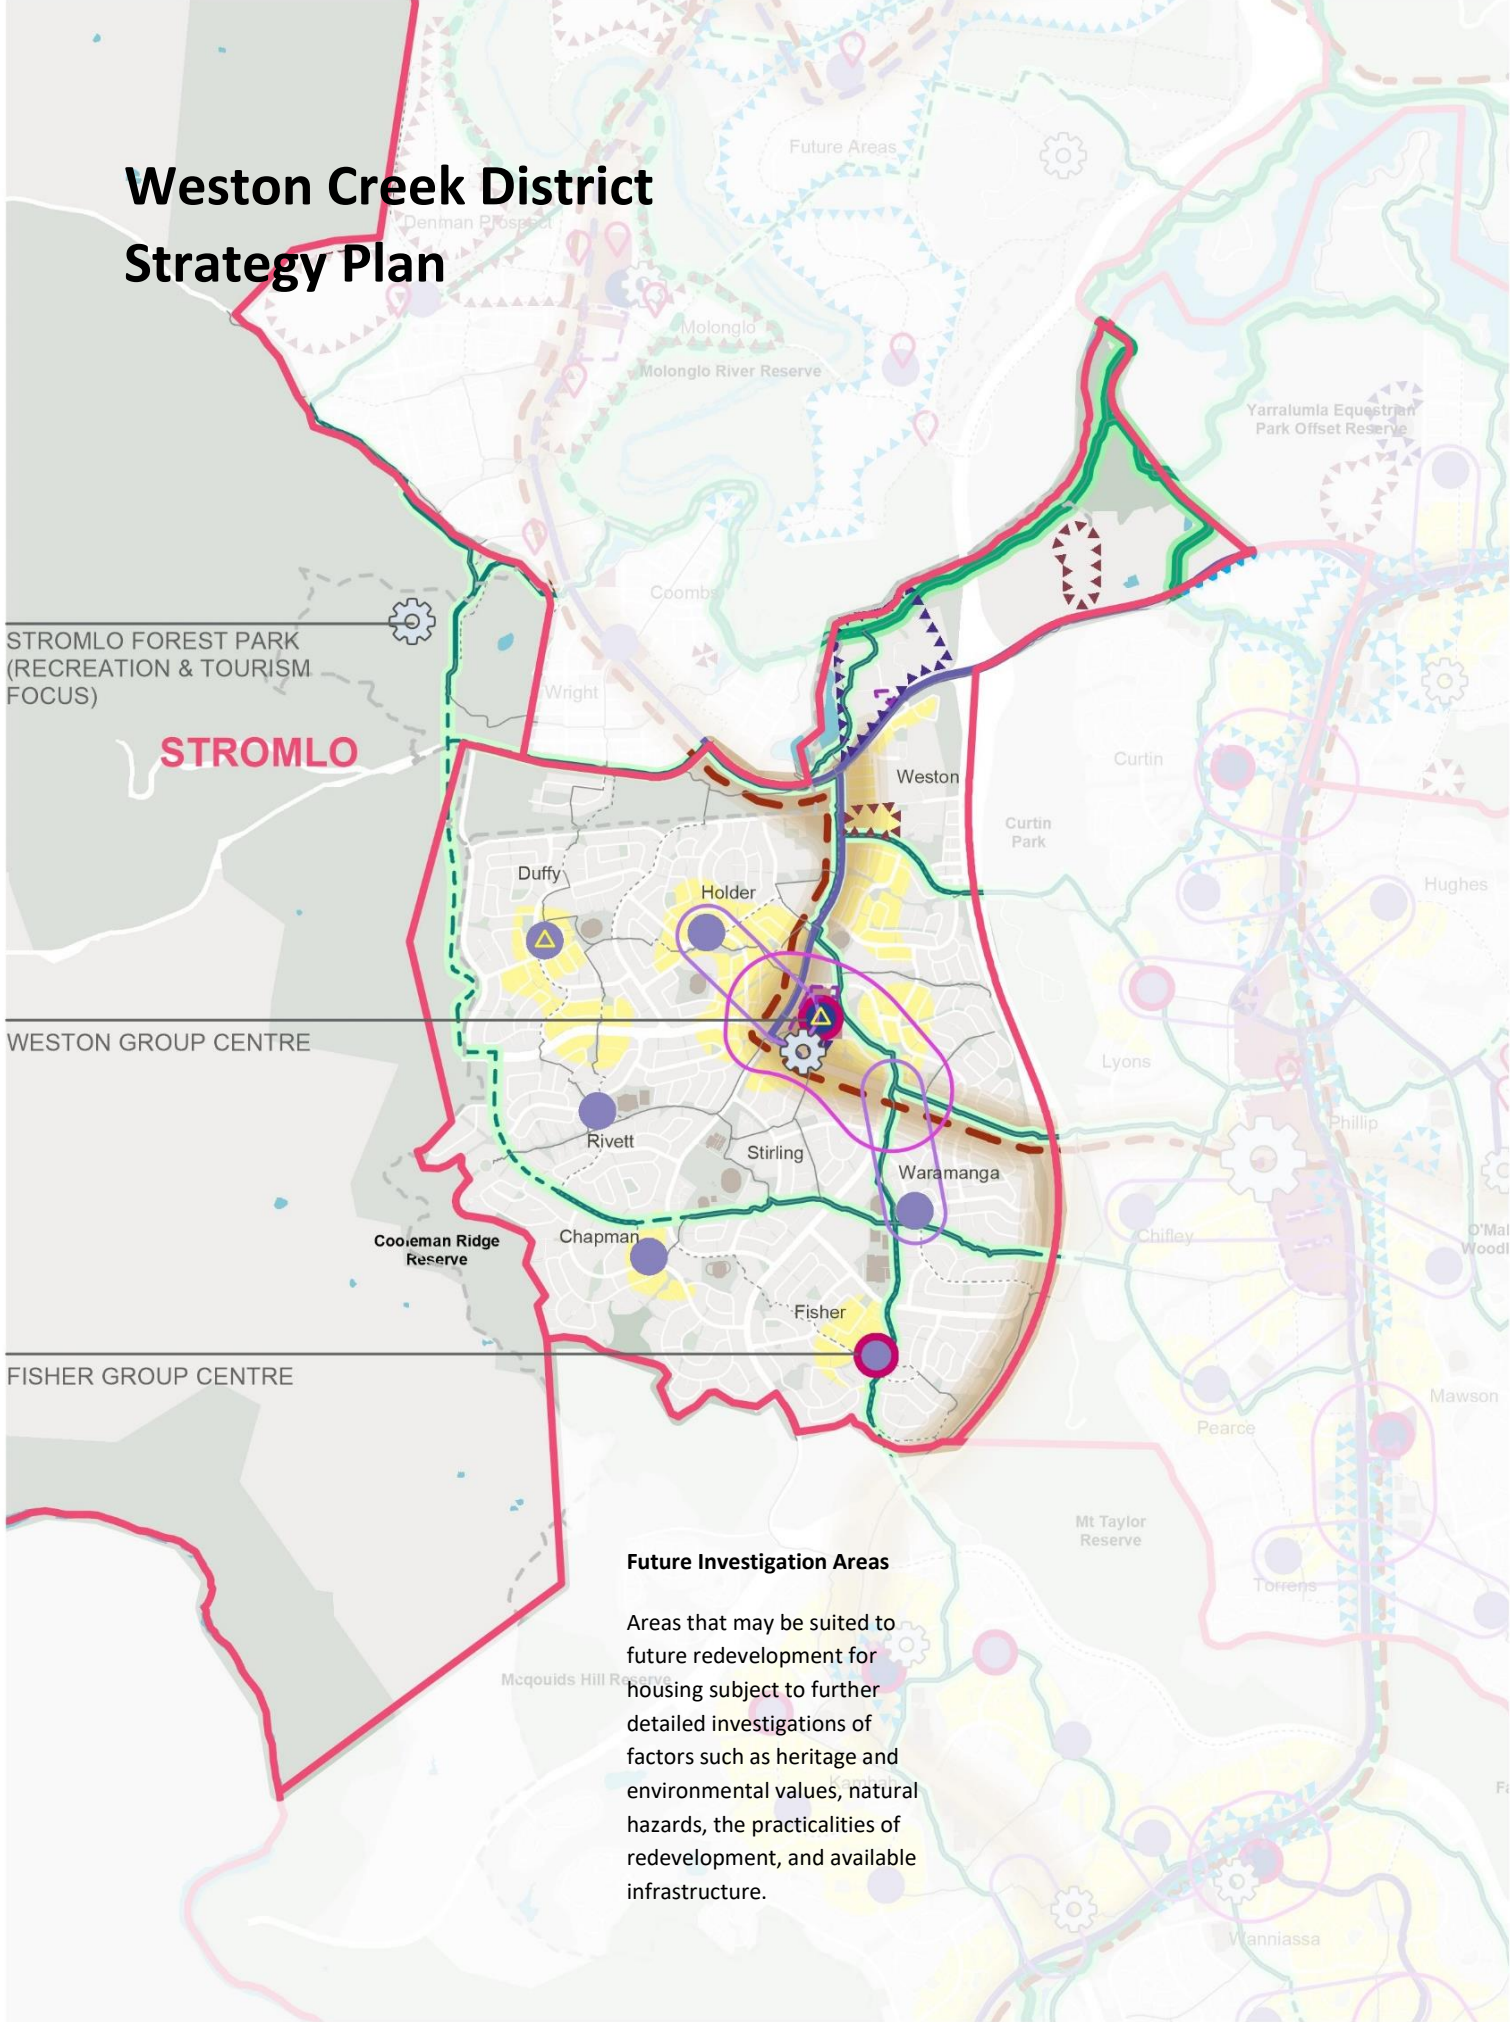 Weston Creek District
Strategy Plan
Future Areas
Denman Prospect
Molonglo
Molonglo River Reserve
Yarralumla Equestrian
Park Offset Reserve
Coombs
STROMLO FOREST PARK
(RECREATION & TOURISM
FOCUS)
Wright
STROMLO
Weston
Curtin
Curtin
Park
Duffy
Holder
Hughes
WESTON GROUP CENTRE
Lyons
Phillip
Rivett
Stirling
Waramanga
Cooleman Ridge
Reserve
Chapman
Chifley
O'Mal
Woodl
Fisher
FISHER GROUP CENTRE
Mawson
Pearce
Mt Taylor
Reserve
Future Investigation Areas
Torrens
Areas that may be suited to
future redevelopment for
housing subject to further
detailed investigations of
factors such as heritage and
environmental values, natural
hazards, the practicalities of
redevelopment, and available
infrastructure.
Mcqouids Hill Reserve
Kambah
Fa
Wanniassa